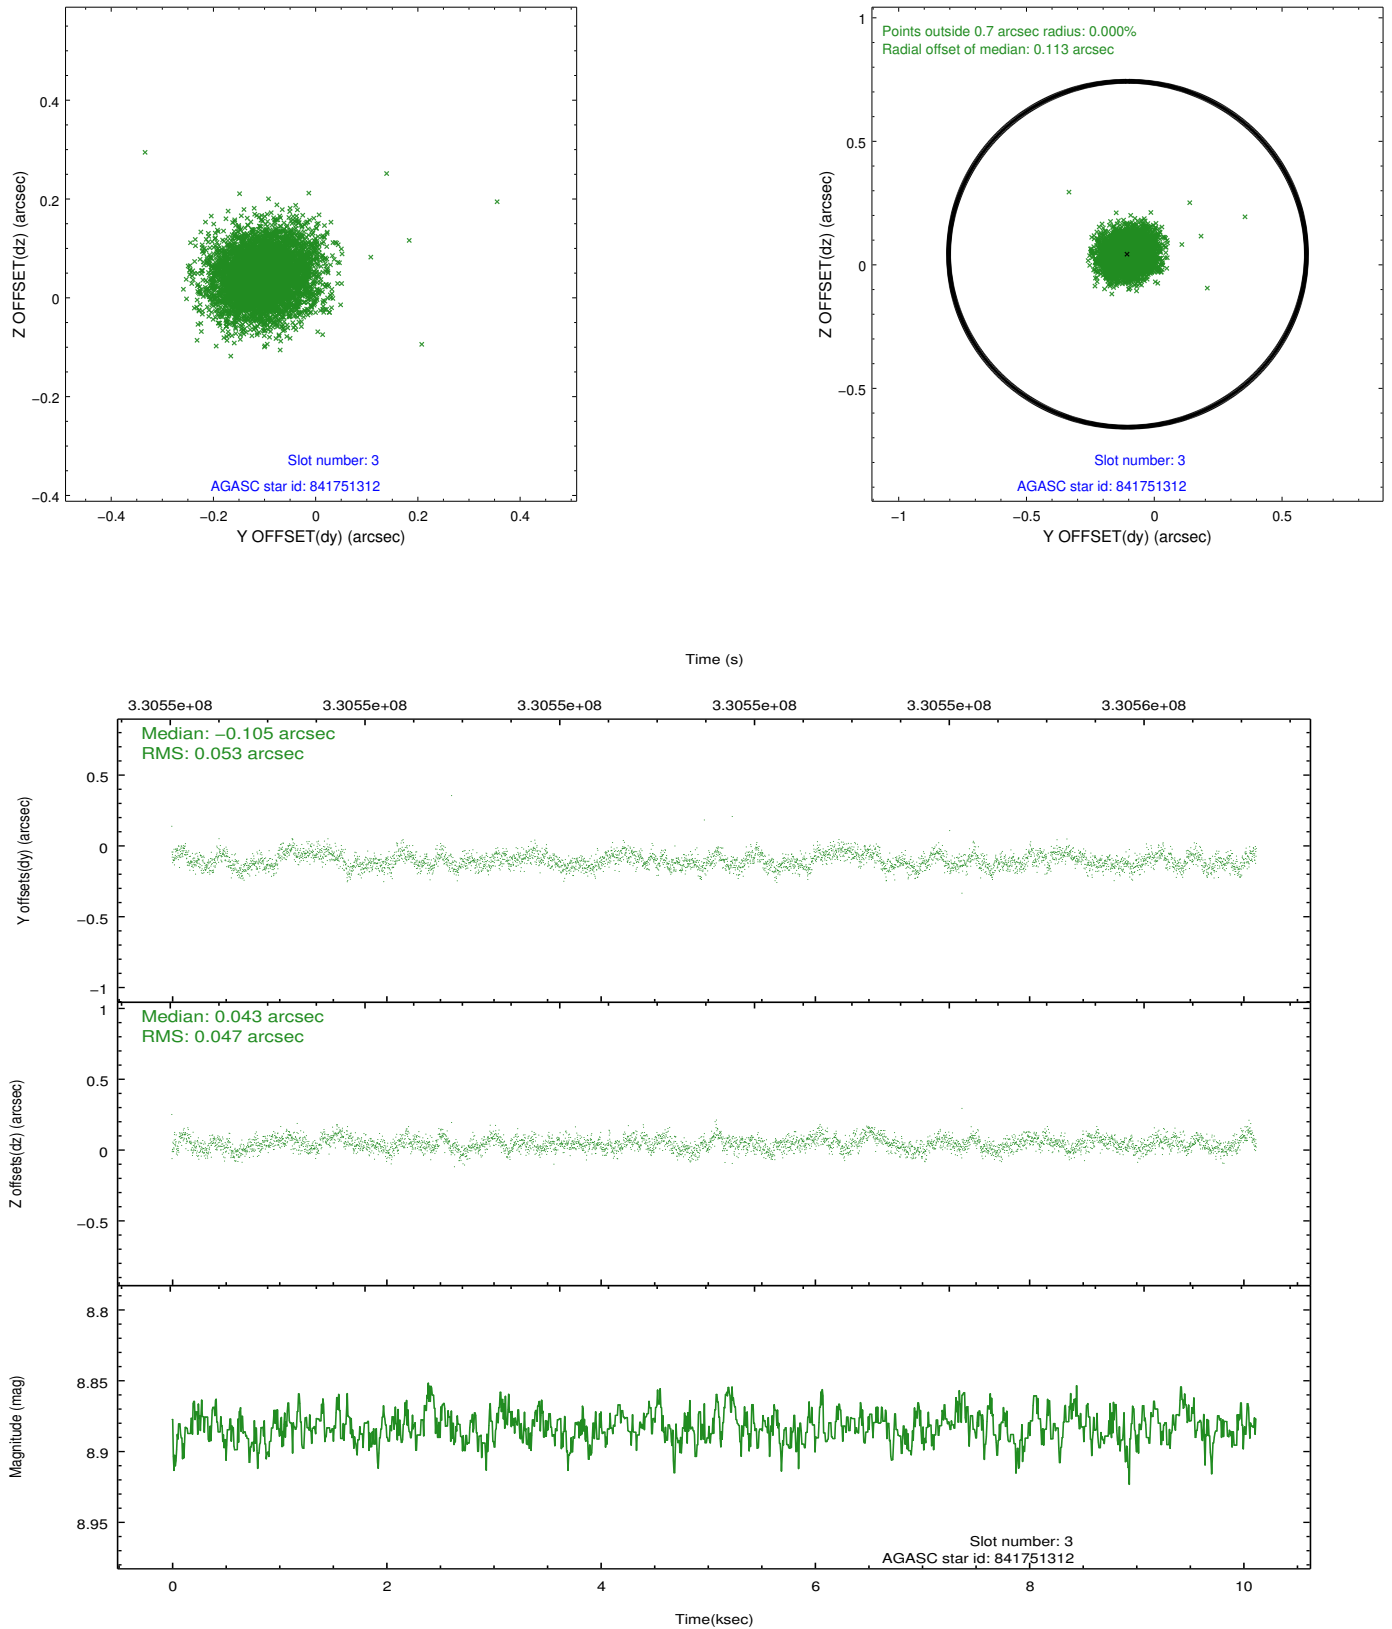 0.4
0.2
0
−0.2
−0.4
Z OFFSET(dz) (arcsec)
Slot number: 3
AGASC star id: 841751312
−0.4 −0.2 0 0.2 0.4
Y OFFSET(dy) (arcsec)
Points outside 0.7 arcsec radius: 0.000%
Radial offset of median: 0.113 arcsec
1
0.5
0
−0.5
Z OFFSET(dz) (arcsec)
Slot number: 3
AGASC star id: 841751312
−1 −0.5 0 0.5
Y OFFSET(dy) (arcsec)
Time (s)
3.3055e+08 3.3055e+08 3.3055e+08 3.3055e+08 3.3055e+08 3.3056e+08
Median: −0.105 arcsec
RMS: 0.053 arcsec
0.5
0
−0.5
−1
Y offsets(dy) (arcsec)
Median: 0.043 arcsec
RMS: 0.047 arcsec
1
0.5
0
−0.5
Z offsets(dz) (arcsec)
8.8
8.85
8.9
8.95
Magnitude (mag)
Slot number: 3
AGASC star id: 841751312
0 2 4 6 8 10
Time(ksec)